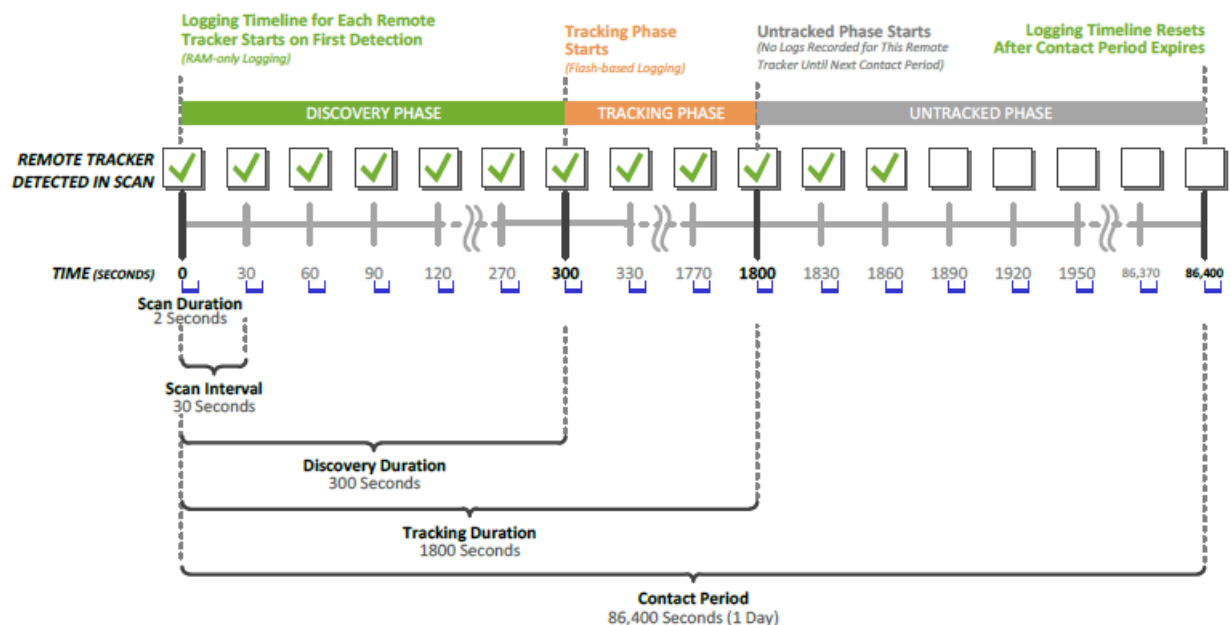 Logging Timeline for Each Remote
Tracker Starts on First Detection
(RAM-only Logging)
Tracking Phase
Starts
(Flash-based Logging)
Untracked Phase Starts
(No Logs Recorded for This Remote
Tracker Until Next Contact Period)
Logging Timeline Resets
After Contact Period Expires
DISCOVERY PHASE TRACKING PHASE UNTRACKED PHASE
REMOTE TRACKER
DETECTED IN SCAN
TIME (SECONDS) 0 30 60 90 120 270 300 330 1770 1800 1830 1860 1890 1920 1950 86,370 86,400
Scan Duration
2 Seconds
Scan Interval
30 Seconds
Discovery Duration
300 Seconds
Tracking Duration
1800 Seconds
Contact Period
86,400 Seconds (1 Day)